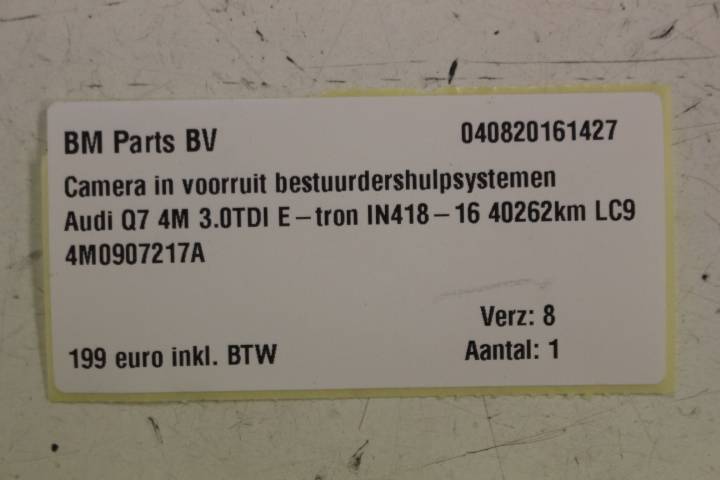 BM Parts BV 040820161427
Camera in voorruit bestuurdershulpsystemen
Audi Q7 4M 3.0TDI E-tron IN418-16 40262km LC9
4M0907217A
Verz: 8
199 euro inkl. BTW Aantal: 1